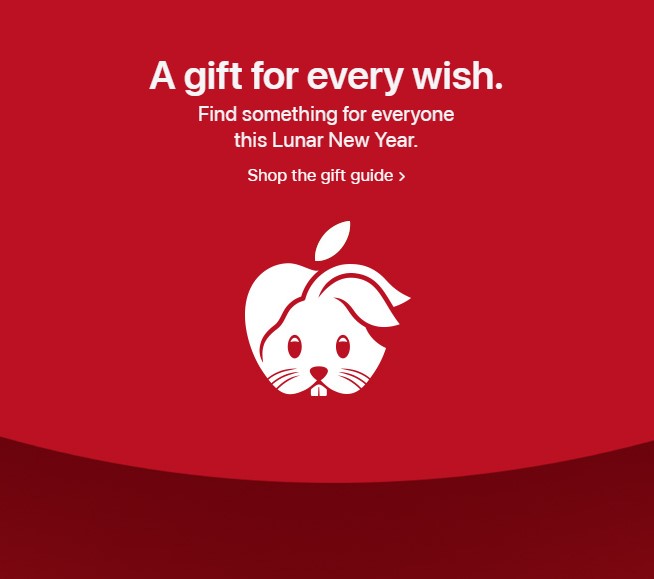 A gift for every wish.
Find something for everyone
this Lunar New Year.
Shop the gift guide >